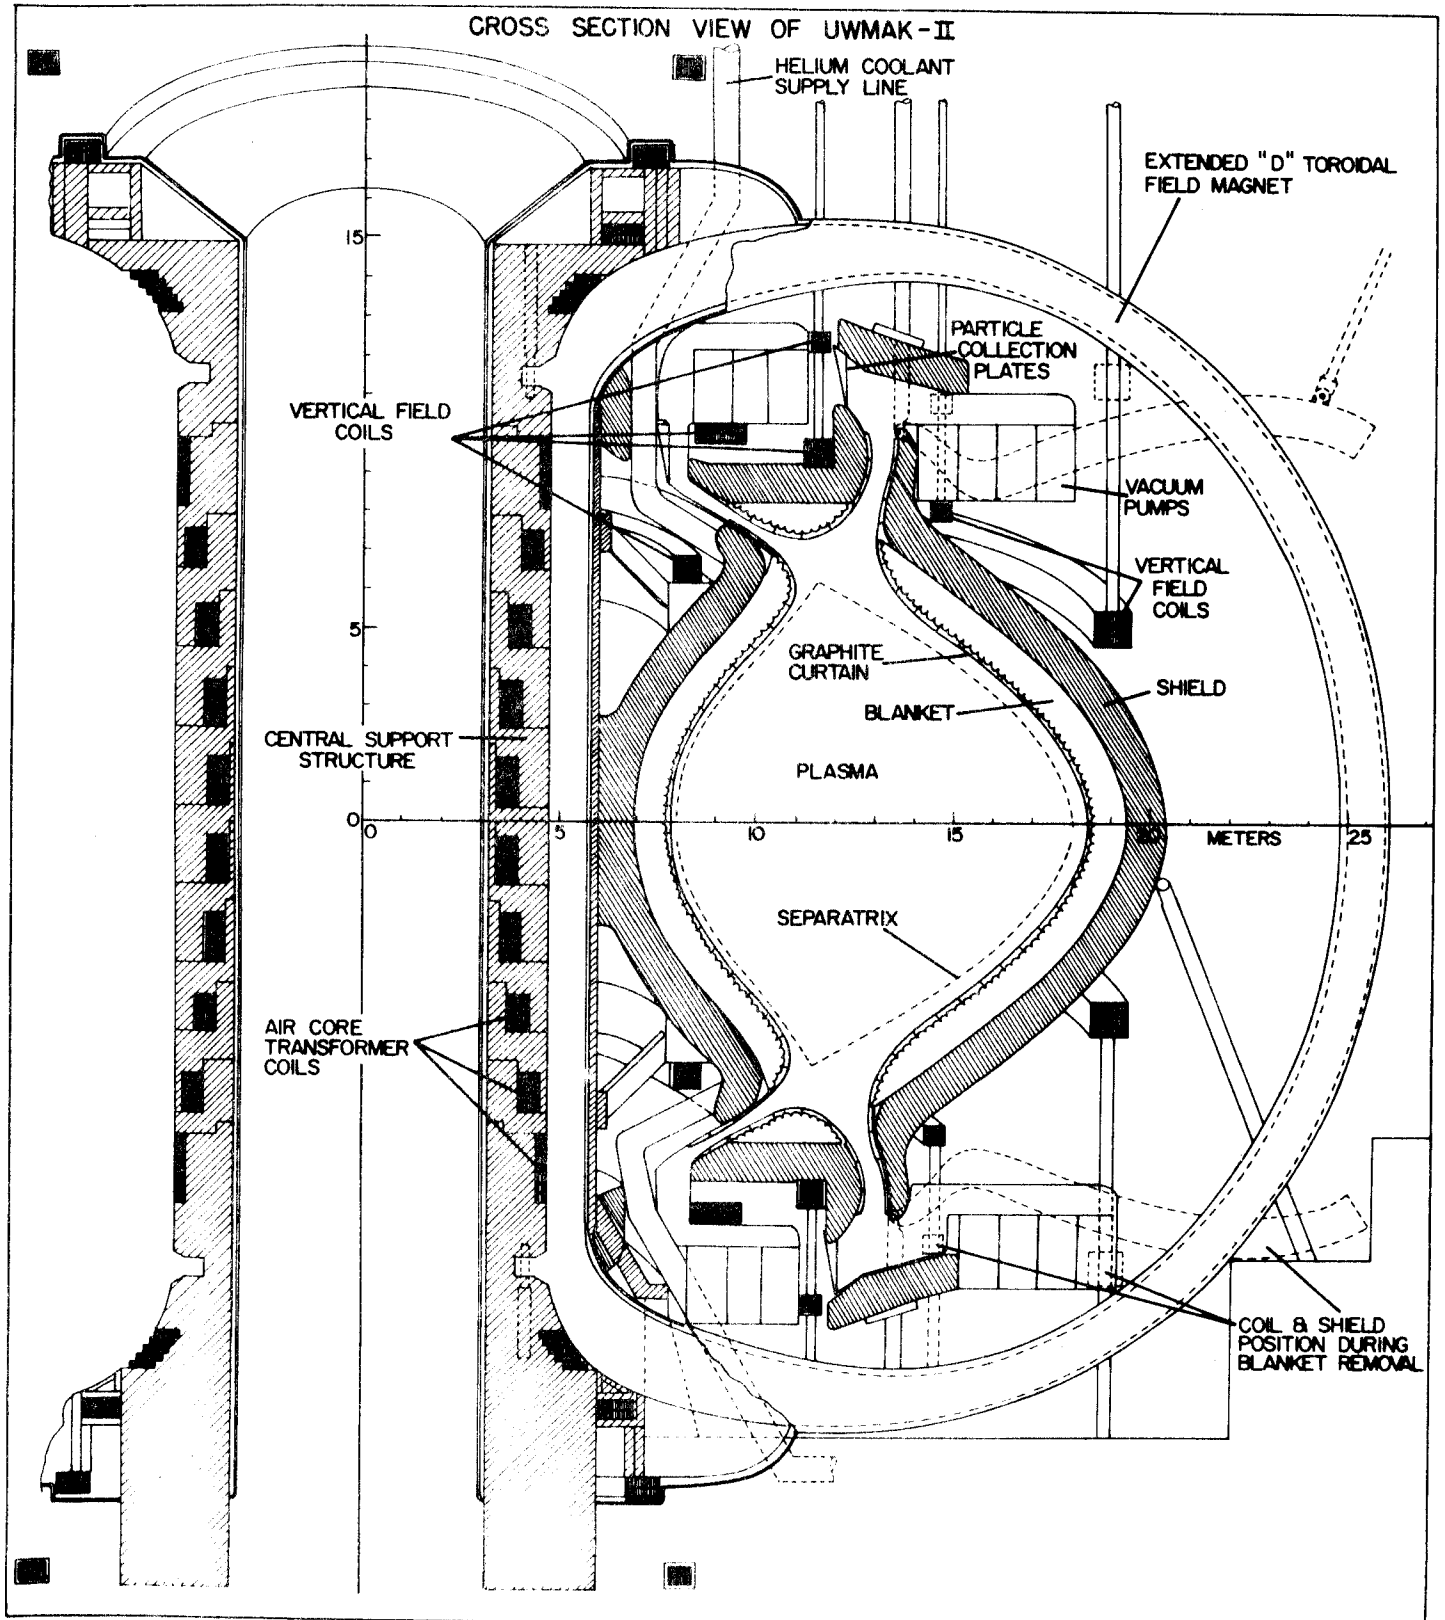 CROSS SECTION VIEW OF UWMAK-II
HELIUM COOLANT
SUPPLY LINE
EXTENDED "D" TOROIDAL
FIELD MAGNET
15
PARTICLE
COLLECTION
PLATES
VERTICAL FIELD
COILS
VACUUM
PUMPS
VERTICAL
FIELD
COILS
5
GRAPHITE
CURTAIN
SHIELD
BLANKET
CENTRAL SUPPORT
STRUCTURE
PLASMA
0
0 5 10 15 20 METERS 25
SEPARATRIX
AIR CORE
TRANSFORMER
COILS
COIL & SHIELD
POSITION DURING
BLANKET REMOVAL